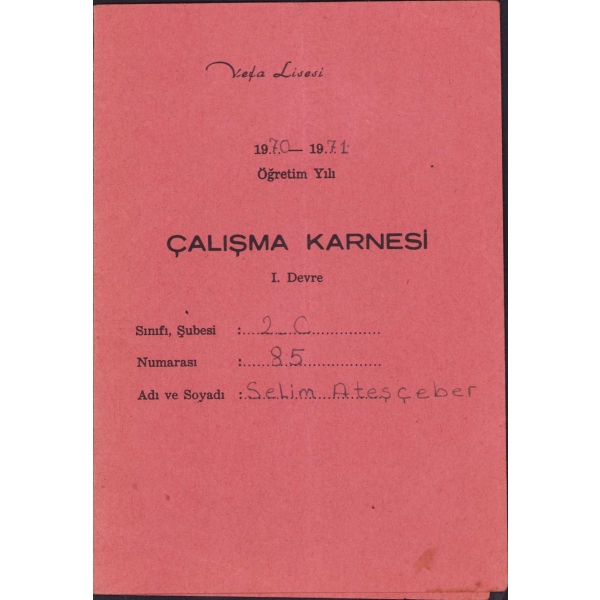 Vefa Lisesi
1970 — 1971
Öğretim Yılı
ÇALIŞMA KARNESİ
I. Devre
Sınıfı, Şubesi : 2-C
Numarası : 85
Adı ve Soyadı : Selim Ateşçeber